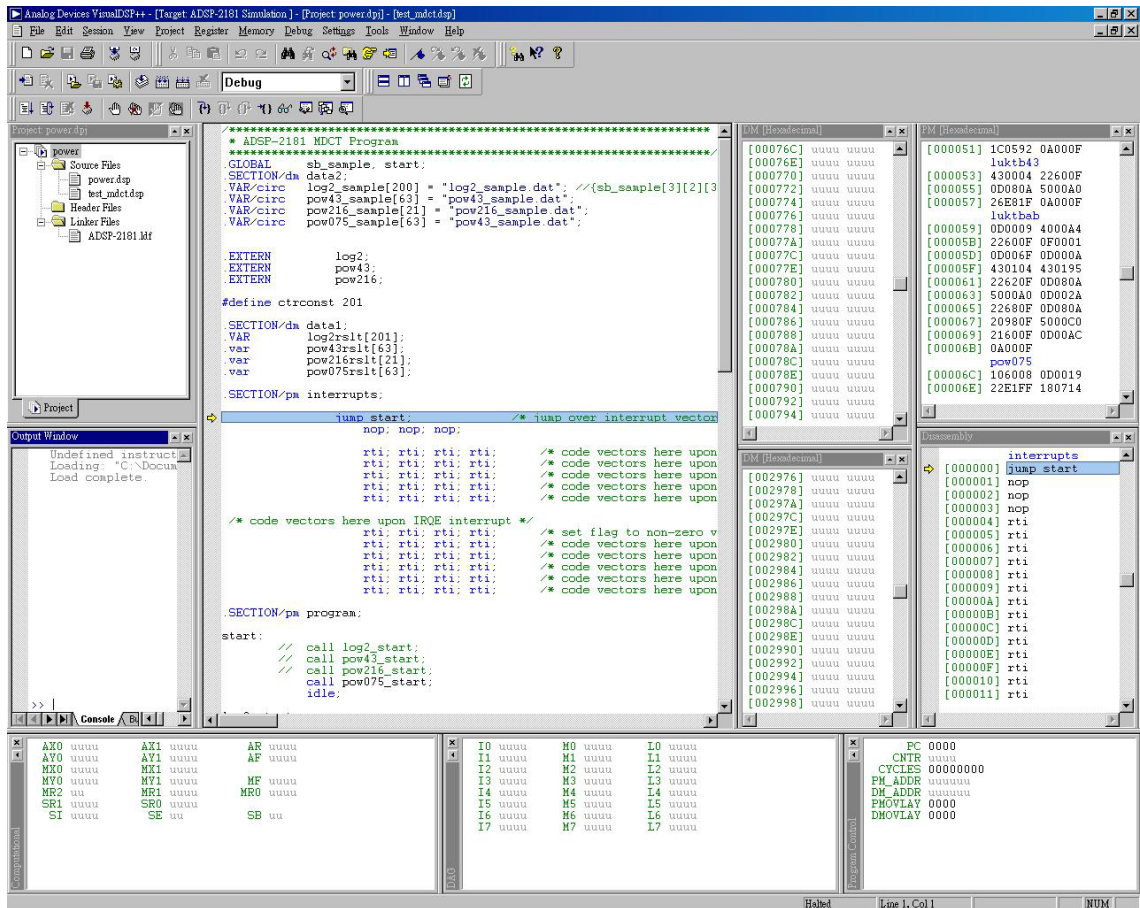 Analog Devices VisualDSP++ - [Target: ADSP-2181 Simulation ] - [Project: power.dpj] - [test_mdct.dsp]
File Edit Session View Project Register Memory Debug Settings Tools Window Help
Debug
Project: power.dpj
power
Source Files
power.dsp
test_mdct.dsp
Header Files
Linker Files
ADSP-2181.ldf
Project
Output Window
Undefined instruct
Loading: "C:\Docum
Load complete.
>>
Console
/********************************************************************
* ADSP-2181 MDCT Program
********************************************************************/
.GLOBAL sb_sample, start;
.SECTION/dm data2;
.VAR/circ log2_sample[200] = "log2_sample.dat"; //{sb_sample[3][2][3
.VAR/circ pow43_sample[63] = "pow43_sample.dat";
.VAR/circ pow216_sample[21] = "pow216_sample.dat";
.VAR/circ pow075_sample[63] = "pow43_sample.dat";
.EXTERN log2;
.EXTERN pow43;
.EXTERN pow216;
#define ctrconst 201
.SECTION/dm data1;
.VAR log2rslt[201];
.var pow43rslt[63];
.var pow216rslt[21];
.var pow075rslt[63];
.SECTION/pm interrupts;
jump start; /* jump over interrupt vector
nop; nop; nop;
rti; rti; rti; rti; /* code vectors here upon
rti; rti; rti; rti; /* code vectors here upon
rti; rti; rti; rti; /* code vectors here upon
rti; rti; rti; rti; /* code vectors here upon
rti; rti; rti; rti; /* code vectors here upon
/* code vectors here upon IRQE interrupt */
rti; rti; rti; rti; /* set flag to non-zero v
rti; rti; rti; rti; /* code vectors here upon
rti; rti; rti; rti; /* code vectors here upon
rti; rti; rti; rti; /* code vectors here upon
rti; rti; rti; rti; /* code vectors here upon
rti; rti; rti; rti; /* code vectors here upon
.SECTION/pm program;
start:
// call log2_start;
// call pow43_start;
// call pow216_start;
call pow075_start;
idle;
DM [Hexadecimal]
[00076C] uuuu uuuu
[00076E] uuuu uuuu
[000770] uuuu uuuu
[000772] uuuu uuuu
[000774] uuuu uuuu
[000776] uuuu uuuu
[000778] uuuu uuuu
[00077A] uuuu uuuu
[00077C] uuuu uuuu
[00077E] uuuu uuuu
[000780] uuuu uuuu
[000782] uuuu uuuu
[000784] uuuu uuuu
[000786] uuuu uuuu
[000788] uuuu uuuu
[00078A] uuuu uuuu
[00078C] uuuu uuuu
[00078E] uuuu uuuu
[000790] uuuu uuuu
[000792] uuuu uuuu
[000794] uuuu uuuu
PM [Hexadecimal]
[000051] 1C0592 0A000F
luktb43
[000053] 430004 22600F
[000055] 0D080A 5000A0
[000057] 26E81F 0A000F
luktbab
[000059] 0D0009 4000A4
[00005B] 22600F 0F0001
[00005D] 0D006F 0D000A
[00005F] 430104 430195
[000061] 22620F 0D080A
[000063] 5000A0 0D002A
[000065] 22680F 0D080A
[000067] 20980F 5000C0
[000069] 21600F 0D00AC
[00006B] 0A000F
pow075
[00006C] 106008 0D0019
[00006E] 22E1FF 180714
DM [Hexadecimal]
[002976] uuuu uuuu
[002978] uuuu uuuu
[00297A] uuuu uuuu
[00297C] uuuu uuuu
[00297E] uuuu uuuu
[002980] uuuu uuuu
[002982] uuuu uuuu
[002984] uuuu uuuu
[002986] uuuu uuuu
[002988] uuuu uuuu
[00298A] uuuu uuuu
[00298C] uuuu uuuu
[00298E] uuuu uuuu
[002990] uuuu uuuu
[002992] uuuu uuuu
[002994] uuuu uuuu
[002996] uuuu uuuu
[002998] uuuu uuuu
Disassembly
interrupts
[000000] jump start
[000001] nop
[000002] nop
[000003] nop
[000004] rti
[000005] rti
[000006] rti
[000007] rti
[000008] rti
[000009] rti
[00000A] rti
[00000B] rti
[00000C] rti
[00000D] rti
[00000E] rti
[00000F] rti
[000010] rti
[000011] rti
Computational
AX0 uuuu AX1 uuuu AR uuuu
AY0 uuuu AY1 uuuu AF uuuu
MX0 uuuu MX1 uuuu
MY0 uuuu MY1 uuuu MF uuuu
MR2 uu MR1 uuuu MR0 uuuu
SR1 uuuu SR0 uuuu
SI uuuu SE uu SB uu
DAG
I0 uuuu M0 uuuu L0 uuuu
I1 uuuu M1 uuuu L1 uuuu
I2 uuuu M2 uuuu L2 uuuu
I3 uuuu M3 uuuu L3 uuuu
I4 uuuu M4 uuuu L4 uuuu
I5 uuuu M5 uuuu L5 uuuu
I6 uuuu M6 uuuu L6 uuuu
I7 uuuu M7 uuuu L7 uuuu
Program Control
PC 0000
CNTR uuuu
CYCLES 00000000
PM_ADDR uuuuuu
DM_ADDR uuuuuu
PMOVLAY 0000
DMOVLAY 0000
Halted Line 1, Col 1 NUM